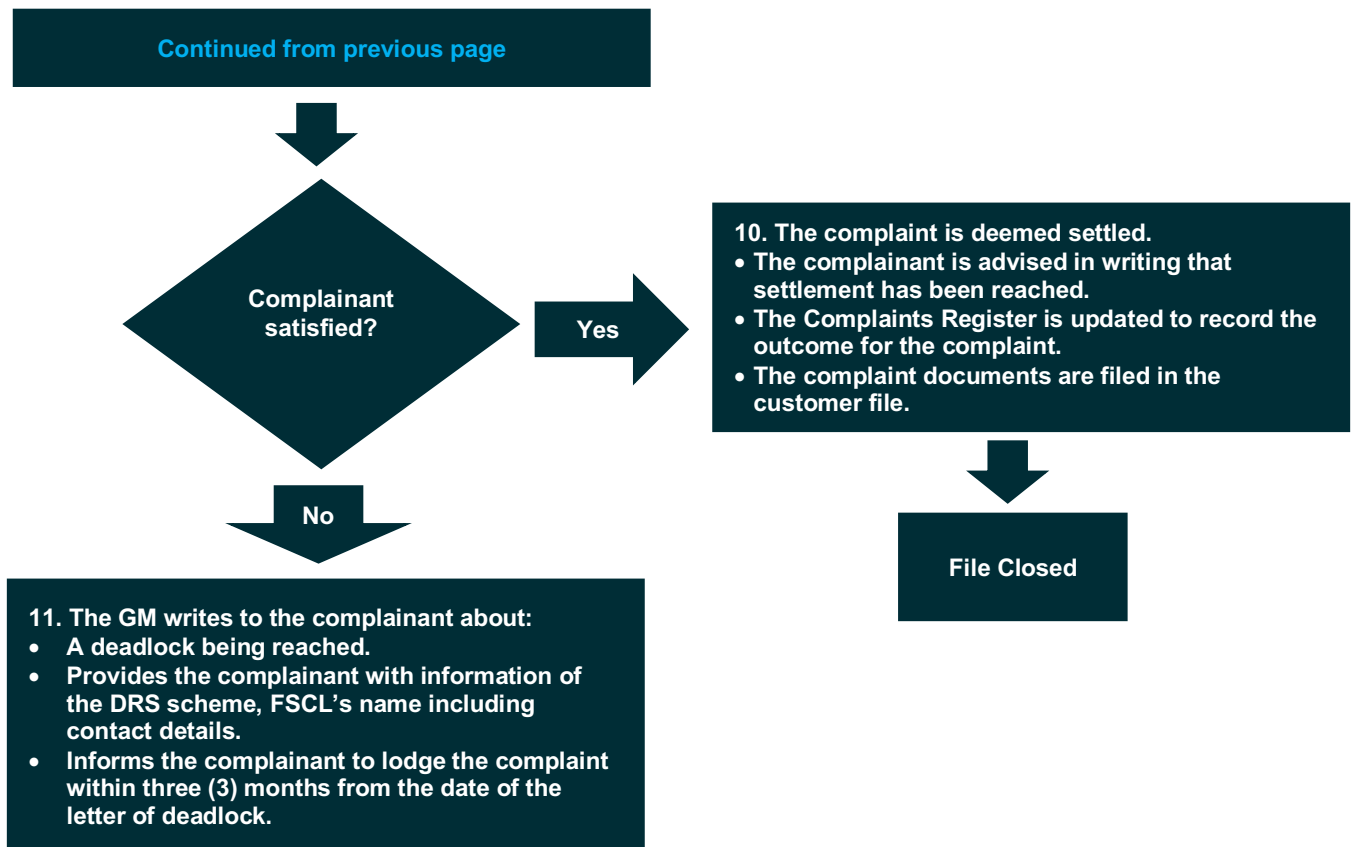 Continued from previous page
Complainant
satisfied?
Yes
10. The complaint is deemed settled.
• The complainant is advised in writing that
settlement has been reached.
• The Complaints Register is updated to record the
outcome for the complaint.
• The complaint documents are filed in the
customer file.
No
File Closed
11. The GM writes to the complainant about:
• A deadlock being reached.
• Provides the complainant with information of
the DRS scheme, FSCL’s name including
contact details.
• Informs the complainant to lodge the complaint
within three (3) months from the date of the
letter of deadlock.